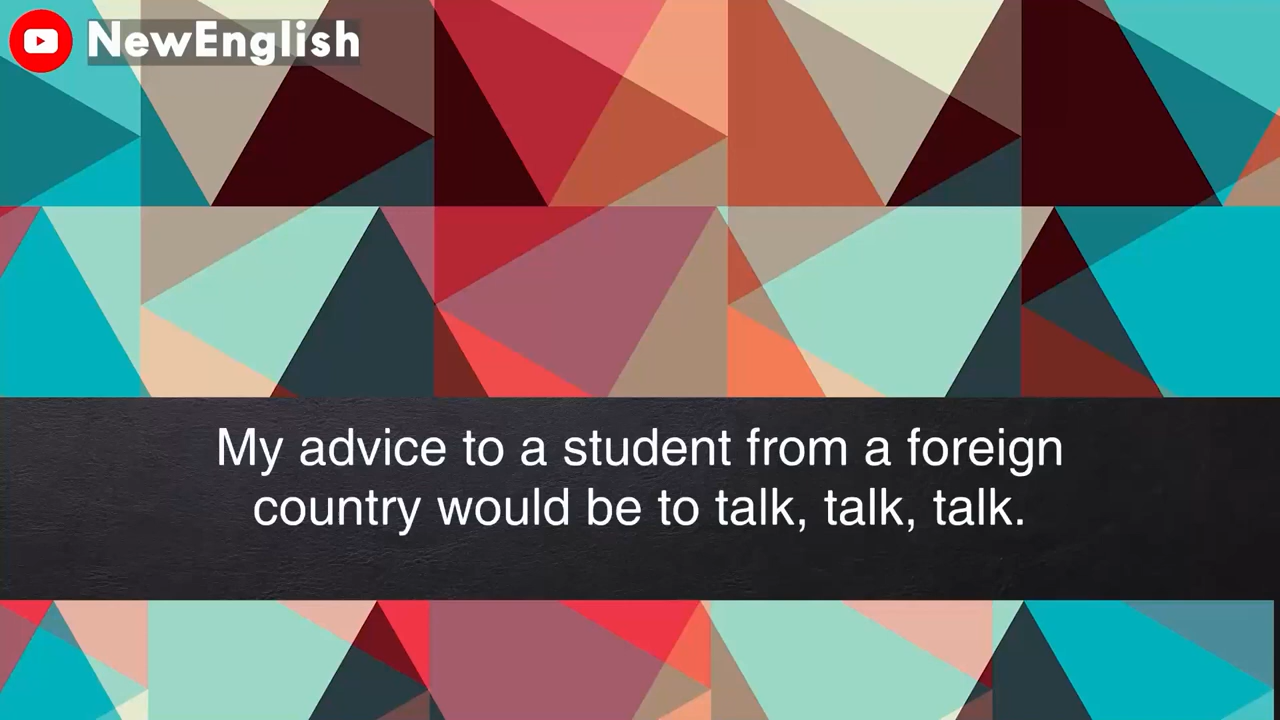 NewEnglish
My advice to a student from a foreign
country would be to talk, talk, talk.